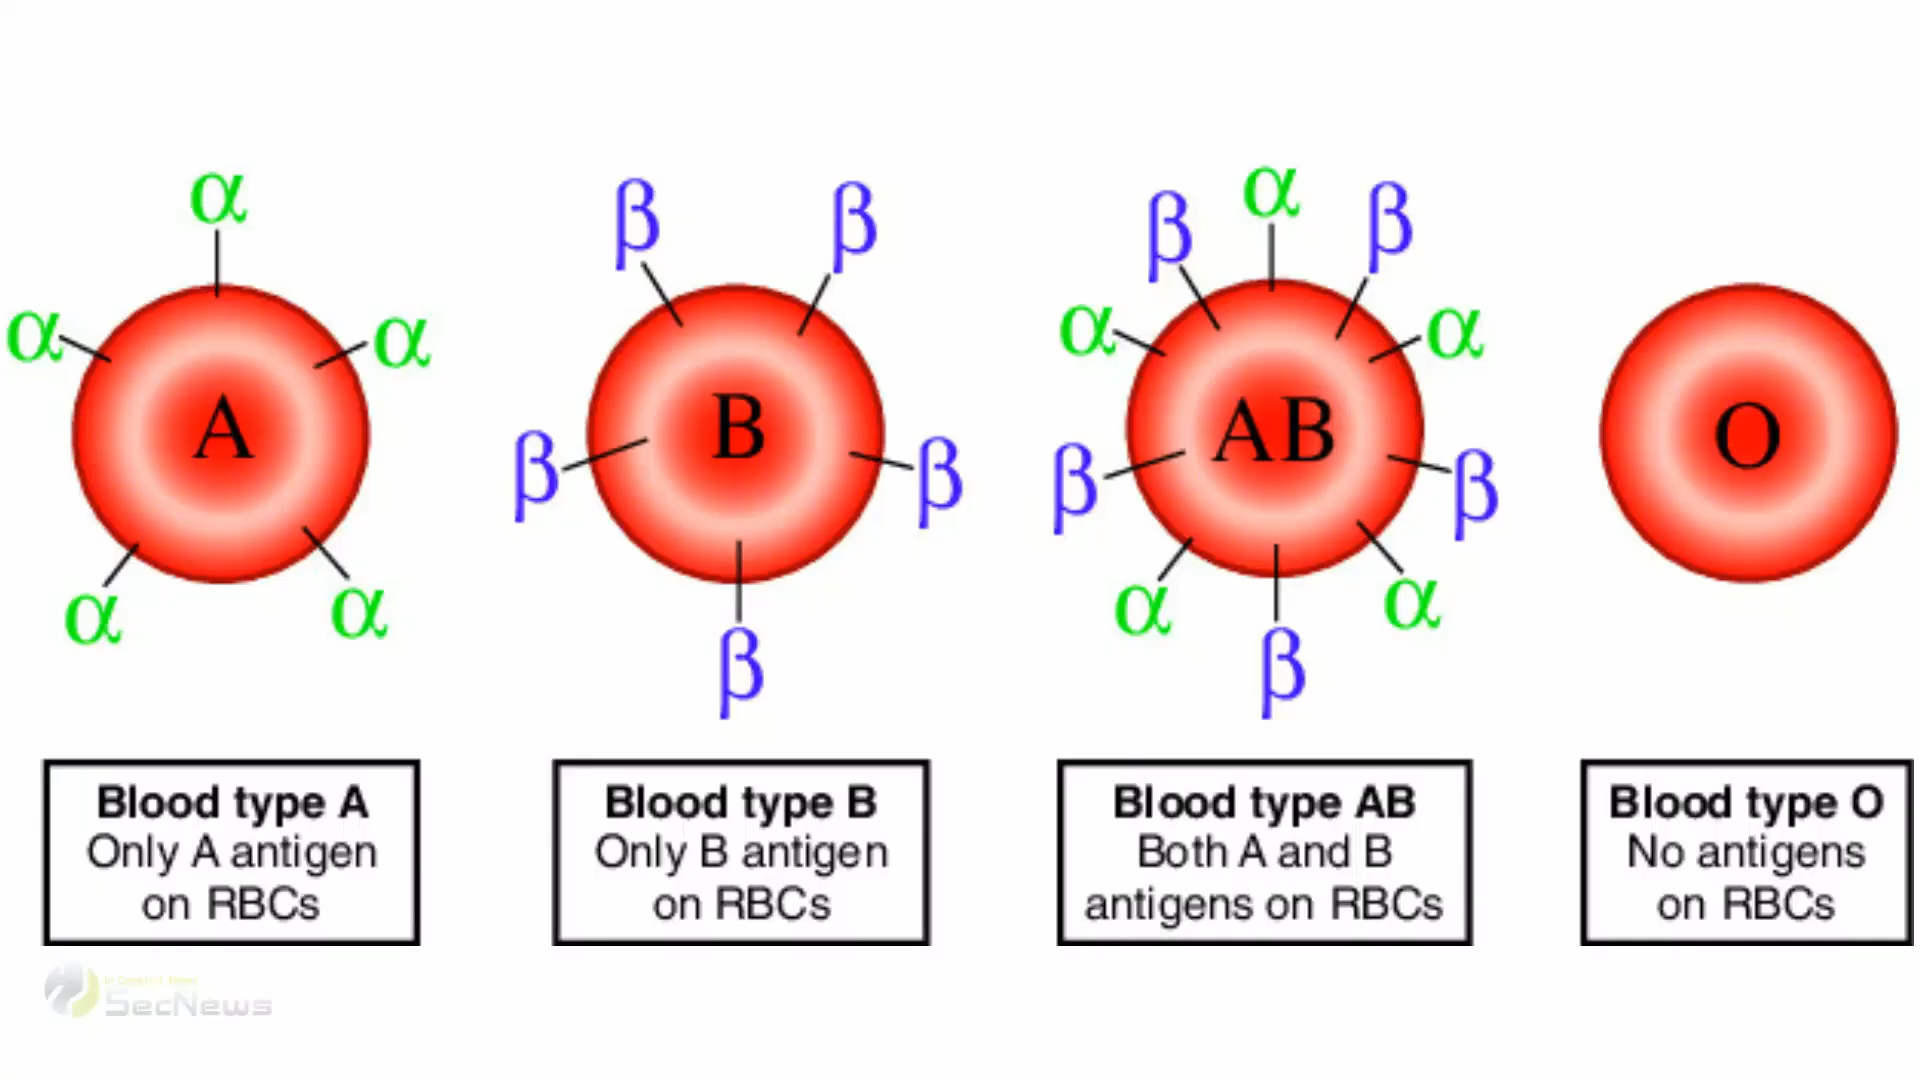 α
α
α
α
α
A
β
β
β
β
β
B
α
β
β
α
α
β
β
α
α
β
AB
O
Blood type A
Only A antigen
on RBCs
Blood type B
Only B antigen
on RBCs
Blood type AB
Both A and B
antigens on RBCs
Blood type O
No antigens
on RBCs
SecNews